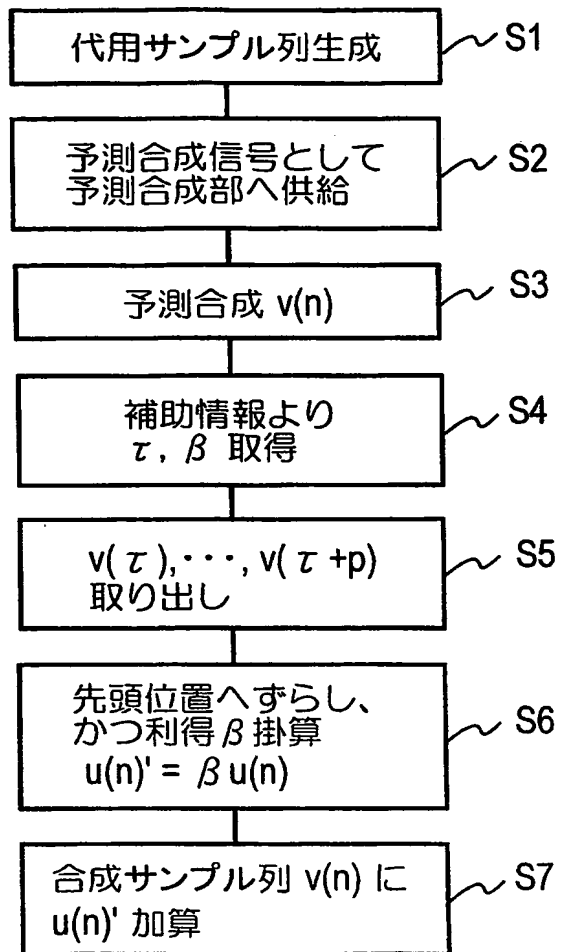 代用サンプル列生成
S1
予測合成信号として
予測合成部へ供給
S2
予測合成 v(n)
S3
補助情報より
τ, β 取得
S4
v(τ),···, v(τ+p)
取り出し
S5
先頭位置へずらし、
かつ利得β掛算
u(n)' = βu(n)
S6
合成サンプル列 v(n) に
u(n)' 加算
S7